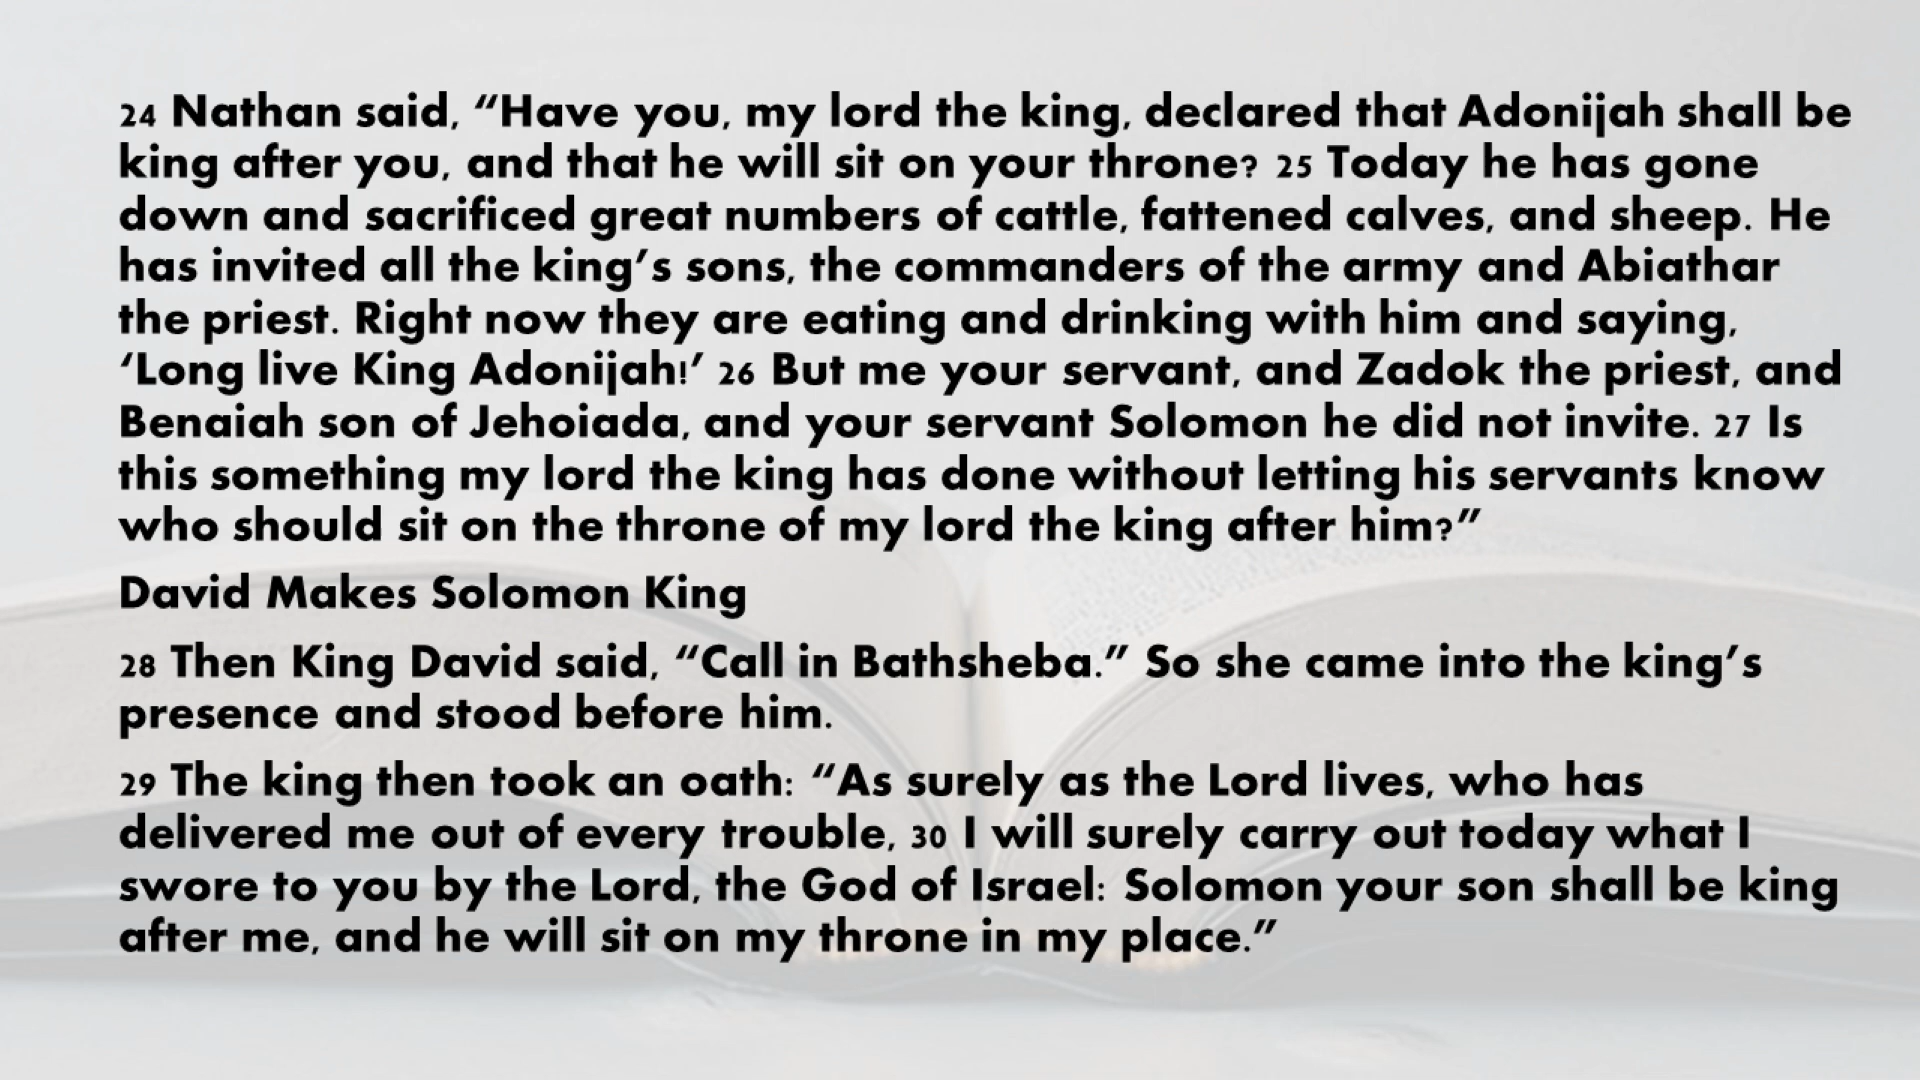 24 Nathan said, “Have you, my lord the king, declared that Adonijah shall be
king after you, and that he will sit on your throne? 25 Today he has gone
down and sacrificed great numbers of cattle, fattened calves, and sheep. He
has invited all the king’s sons, the commanders of the army and Abiathar
the priest. Right now they are eating and drinking with him and saying,
‘Long live King Adonijah!’ 26 But me your servant, and Zadok the priest, and
Benaiah son of Jehoiada, and your servant Solomon he did not invite. 27 Is
this something my lord the king has done without letting his servants know
who should sit on the throne of my lord the king after him?”
David Makes Solomon King
28 Then King David said, “Call in Bathsheba.” So she came into the king’s
presence and stood before him.
29 The king then took an oath: “As surely as the Lord lives, who has
delivered me out of every trouble, 30 I will surely carry out today what I
swore to you by the Lord, the God of Israel: Solomon your son shall be king
after me, and he will sit on my throne in my place.”